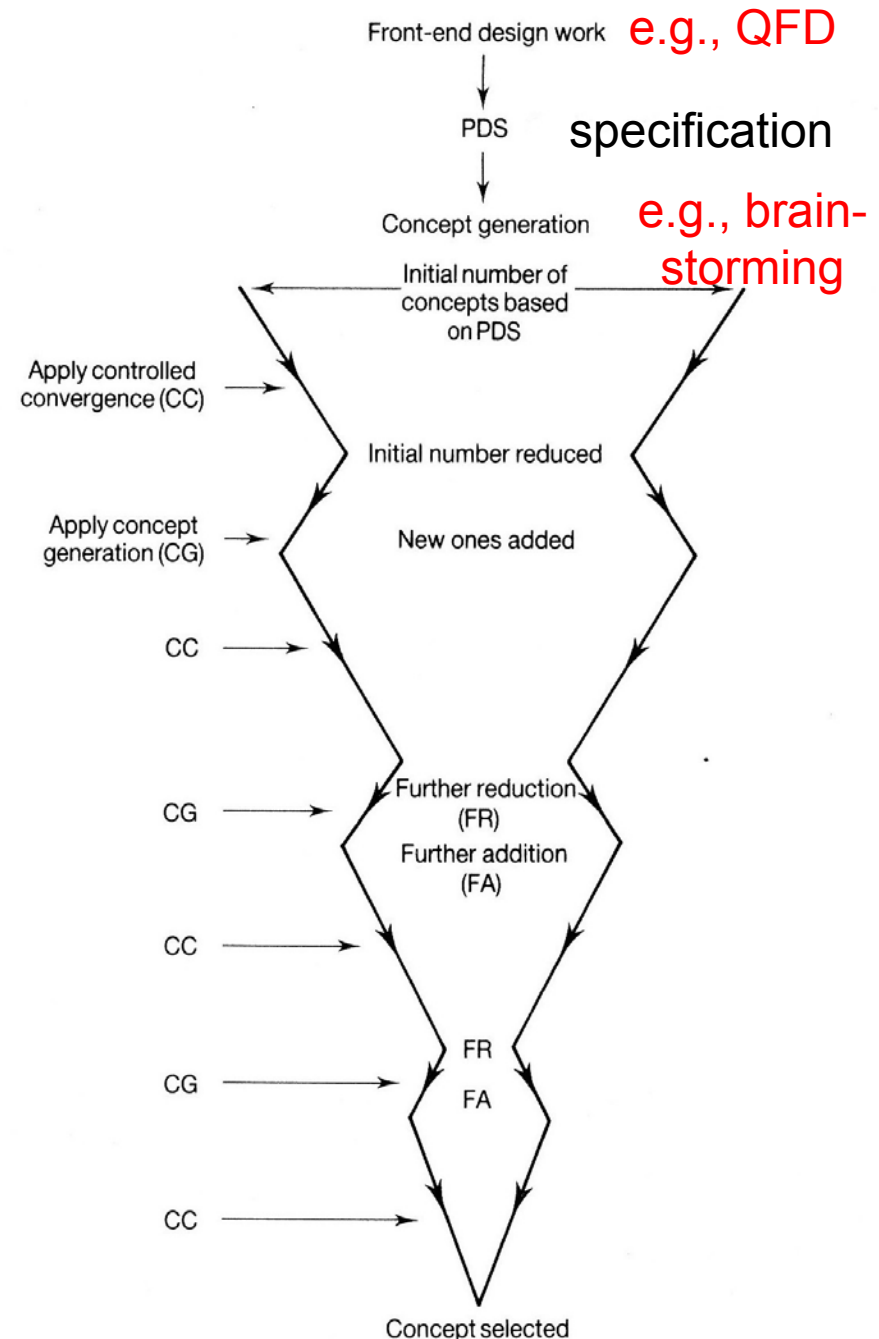 Front-end design work e.g., QFD
PDS specification
Concept generation e.g., brain-
storming
Initial number of
concepts based
on PDS
Apply controlled
convergence (CC)
Initial number reduced
Apply concept
generation (CG)
New ones added
CC
CG
Further reduction
(FR)
Further addition
(FA)
CC
FR
CG
FA
CC
Concept selected